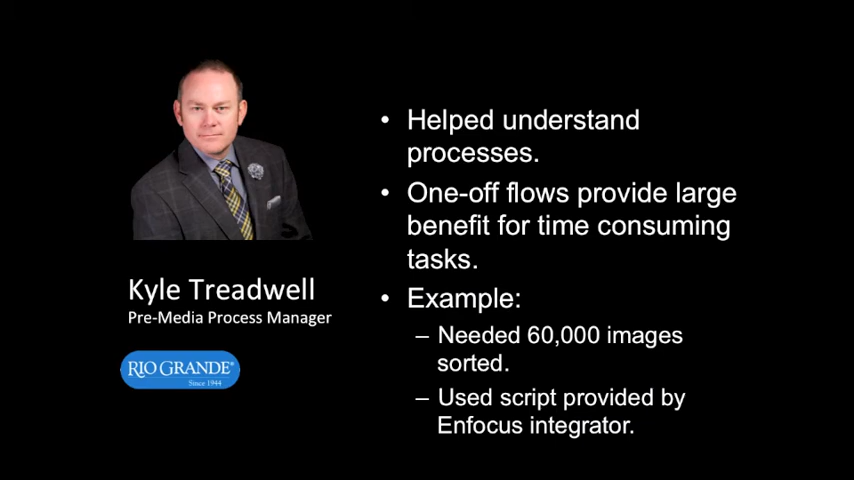 Kyle Treadwell
Pre-Media Process Manager
RIO GRANDE®
Since 1944
• Helped understand
processes.
• One-off flows provide large
benefit for time consuming
tasks.
• Example:
– Needed 60,000 images
sorted.
– Used script provided by
Enfocus integrator.